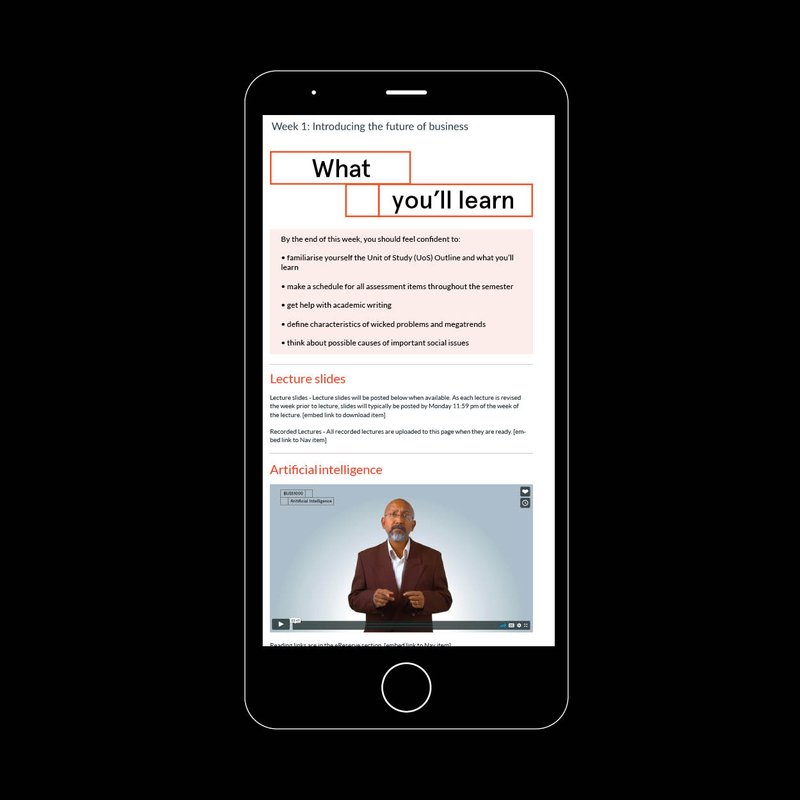 Week 1: Introducing the future of business
What
you’ll learn
By the end of this week, you should feel confident to:
• familiarise yourself the Unit of Study (UoS) Outline and what you’ll
learn
• make a schedule for all assessment items throughout the semester
• get help with academic writing
• define characteristics of wicked problems and megatrends
• think about possible causes of important social issues
Lecture slides
Lecture slides - Lecture slides will be posted below when available. As each lecture is revised
the week prior to lecture, slides will typically be posted by Monday 11:59 pm of the week of
the lecture. [embed link to download item]
Recorded Lectures - All recorded lectures are uploaded to this page when they are ready. [em-
bed link to Nav item]
Artificial intelligence
Artificial Intelligence
Reading links are in the eReserve section. [embed link to Nav item]